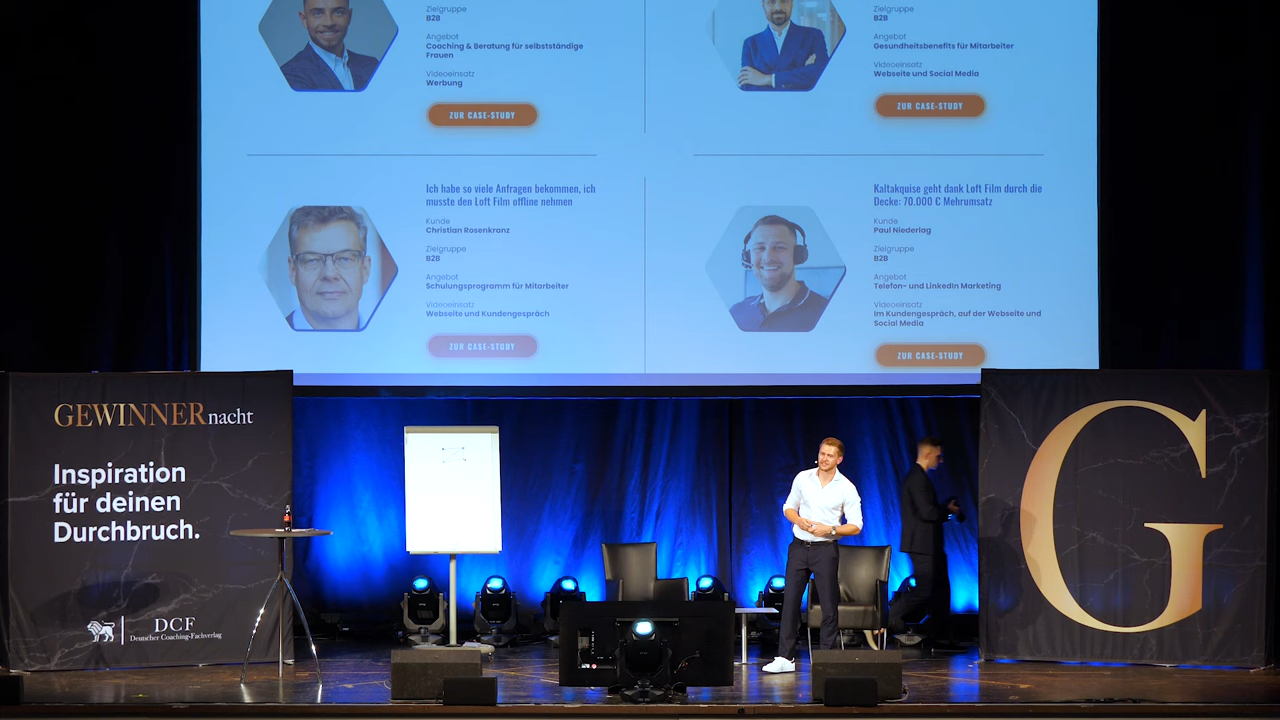 Zielgruppe
B2B
Angebot
Coaching & Beratung für selbstständige
Frauen
Videoeinsatz
Werbung
ZUR CASE-STUDY
Zielgruppe
B2B
Angebot
Gesundheitsbenefits für Mitarbeiter
Videoeinsatz
Webseite und Social Media
ZUR CASE-STUDY
Ich habe so viele Anfragen bekommen, ich
musste den Loft Film offline nehmen
Kunde
Christian Rosenkranz
Zielgruppe
B2B
Angebot
Schulungsprogramm für Mitarbeiter
Videoeinsatz
Webseite und Kundengespräch
ZUR CASE-STUDY
Kaltakquise geht dank Loft Film durch die
Decke: 70.000 € Mehrumsatz
Kunde
Paul Niederlag
Zielgruppe
B2B
Angebot
Telefon- und LinkedIn Marketing
Videoeinsatz
Im Kundengespräch, auf der Webseite und
Social Media
ZUR CASE-STUDY
GEWINNERnacht
Inspiration
für deinen
Durchbruch.
DCF
Deutscher Coaching-Fachverlag
G